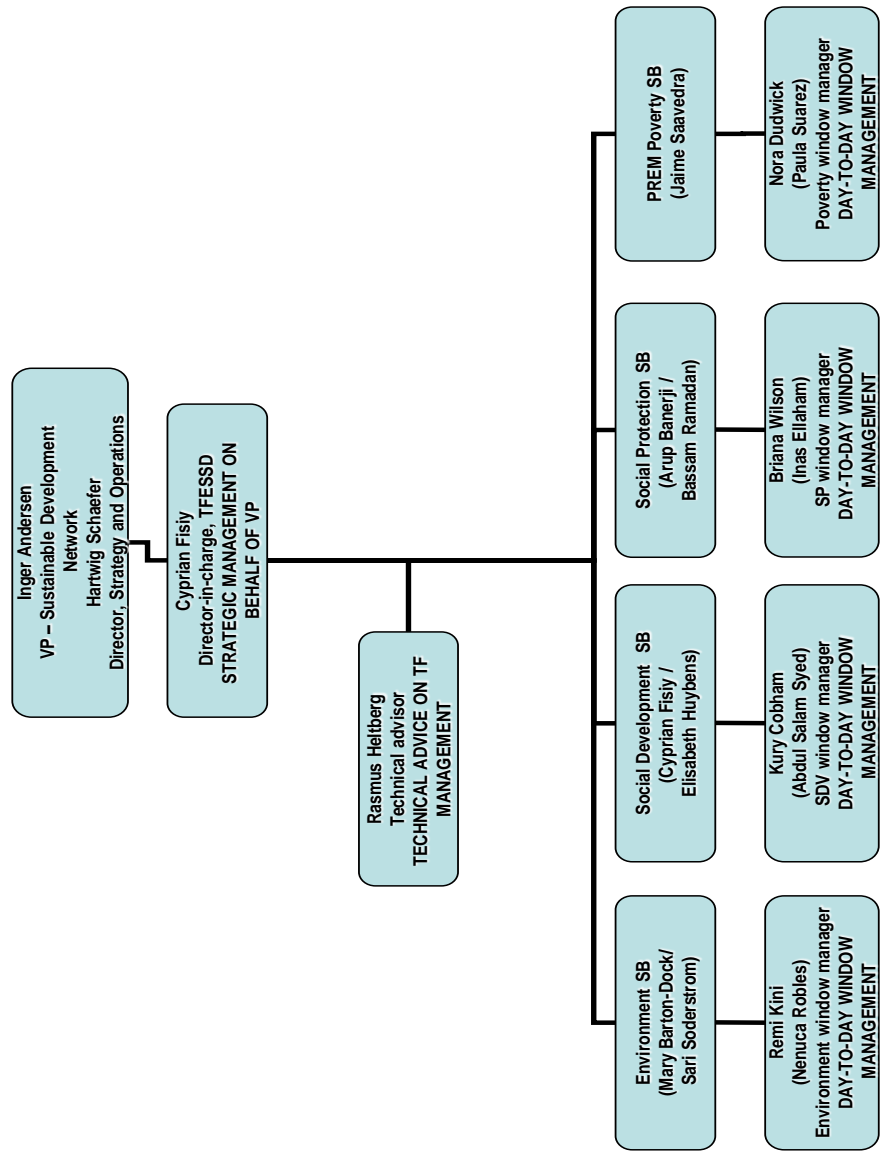 Inger Andersen
VP – Sustainable Development
Network
Hartwig Schaefer
Director, Strategy and Operations
Cyprian Fisiy
Director-in-charge, TFESSD
STRATEGIC MANAGEMENT ON
BEHALF OF VP
Rasmus Heltberg
Technical advisor
TECHNICAL ADVICE ON TF
MANAGEMENT
Environment SB
(Mary Barton-Dock/
Sari Soderstrom)
Social Development SB
(Cyprian Fisiy /
Elisabeth Huybens)
Social Protection SB
(Arup Banerji /
Bassam Ramadan)
PREM Poverty SB
(Jaime Saavedra)
Remi Kini
(Nenuca Robles)
Environment window manager
DAY-TO-DAY WINDOW
MANAGEMENT
Kury Cobham
(Abdul Salam Syed)
SDV window manager
DAY-TO-DAY WINDOW
MANAGEMENT
Briana Wilson
(Inas Ellaham)
SP window manager
DAY-TO-DAY WINDOW
MANAGEMENT
Nora Dudwick
(Paula Suarez)
Poverty window manager
DAY-TO-DAY WINDOW
MANAGEMENT